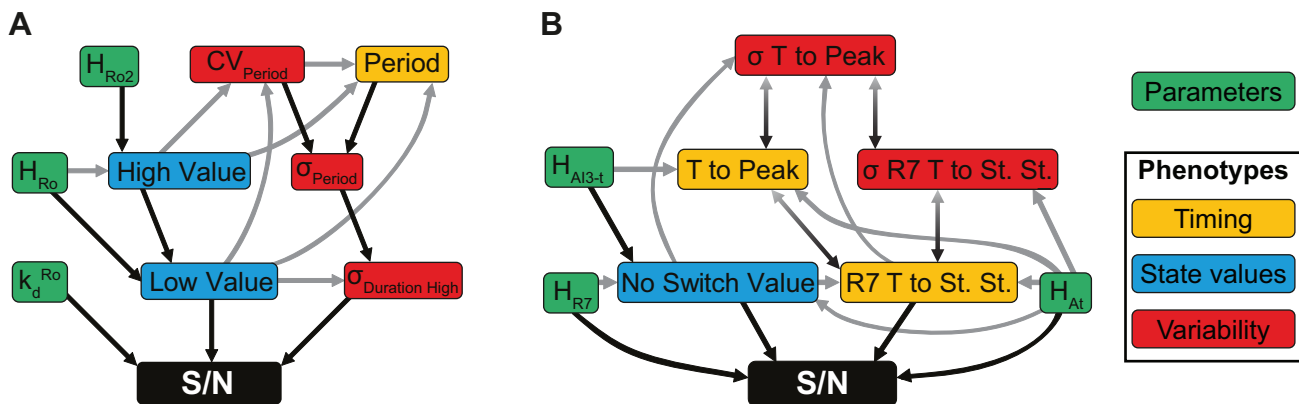 A
H_Ro2
CV_Period
Period
H_Ro
High Value
σ_Period
k_d^Ro
Low Value
σ_Duration High
S/N
B
σ T to Peak
H_Al3-t
T to Peak
σ R7 T to St. St.
H_R7
No Switch Value
R7 T to St. St.
H_At
S/N
Parameters
Phenotypes
Timing
State values
Variability